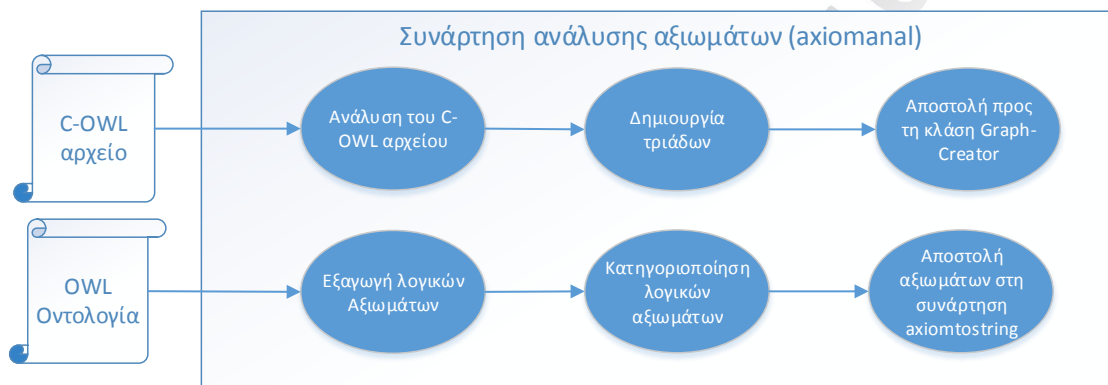 Συνάρτηση ανάλυσης αξιωμάτων (axiomanal)
C-OWL
αρχείο
Ανάλυση του C-
OWL αρχείου
Δημιουργία
τριάδων
Αποστολή προς
τη κλάση Graph-
Creator
OWL
Οντολογία
Εξαγωγή λογικών
Αξιωμάτων
Κατηγοριοποίηση
λογικών
αξιωμάτων
Αποστολή
αξιωμάτων στη
συνάρτηση
axiomtostring